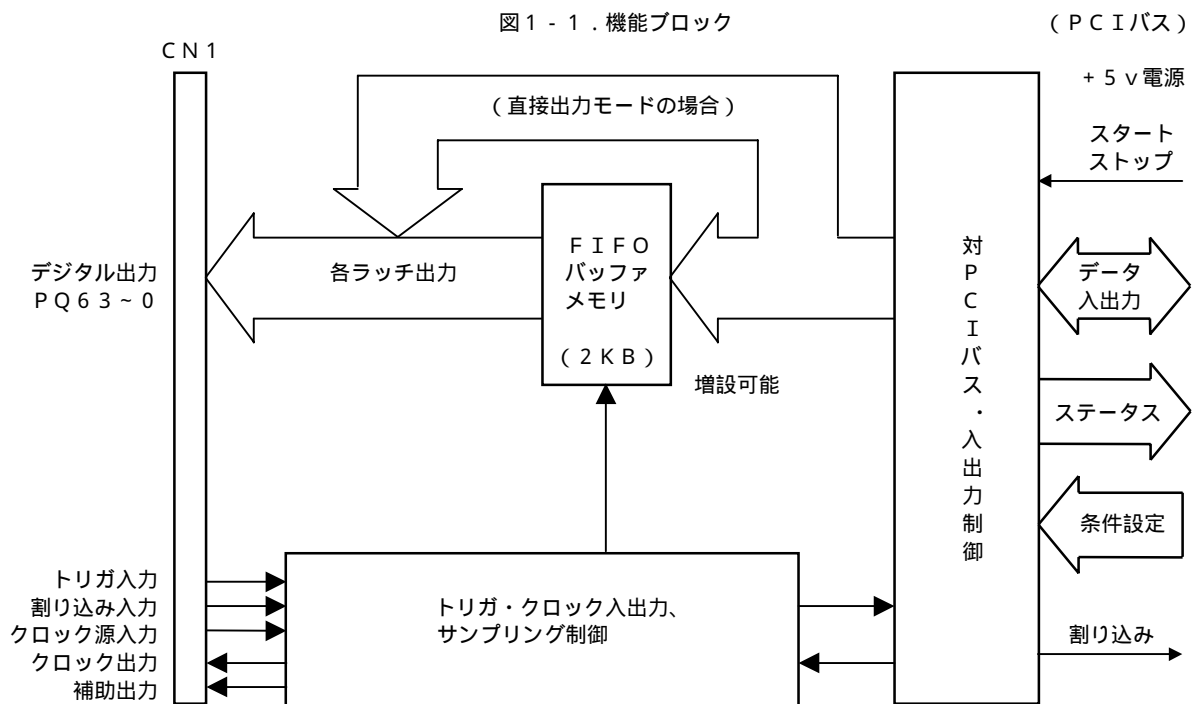 図1-1.機能ブロック
(PCIバス)
CN1
+5v電源
(直接出力モードの場合)
スタート
ストップ
デジタル出力
PQ63~0
各ラッチ出力
FIFO
バッファ
メモリ
(2KB)
増設可能
対PCIバス・入出力制御
データ
入出力
ステータス
条件設定
トリガ入力
割り込み入力
クロック源入力
クロック出力
補助出力
トリガ・クロック入出力、
サンプリング制御
割り込み